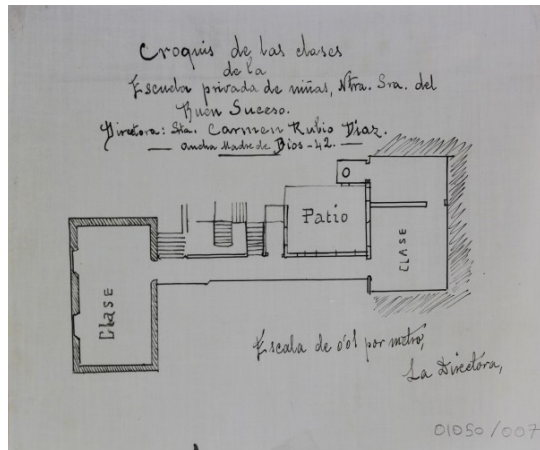 Croquis de las clases
de la
Escuela privada de niñas, Ntra. Sra. del
Buen Suceso.
Directora: Sta. Carmen Rubio Díaz.
— Ancha Madre de Dios - 42. —
Patio
CLASE
Clase
Escala de 0'01 por metro,
La Directora,
01050/007